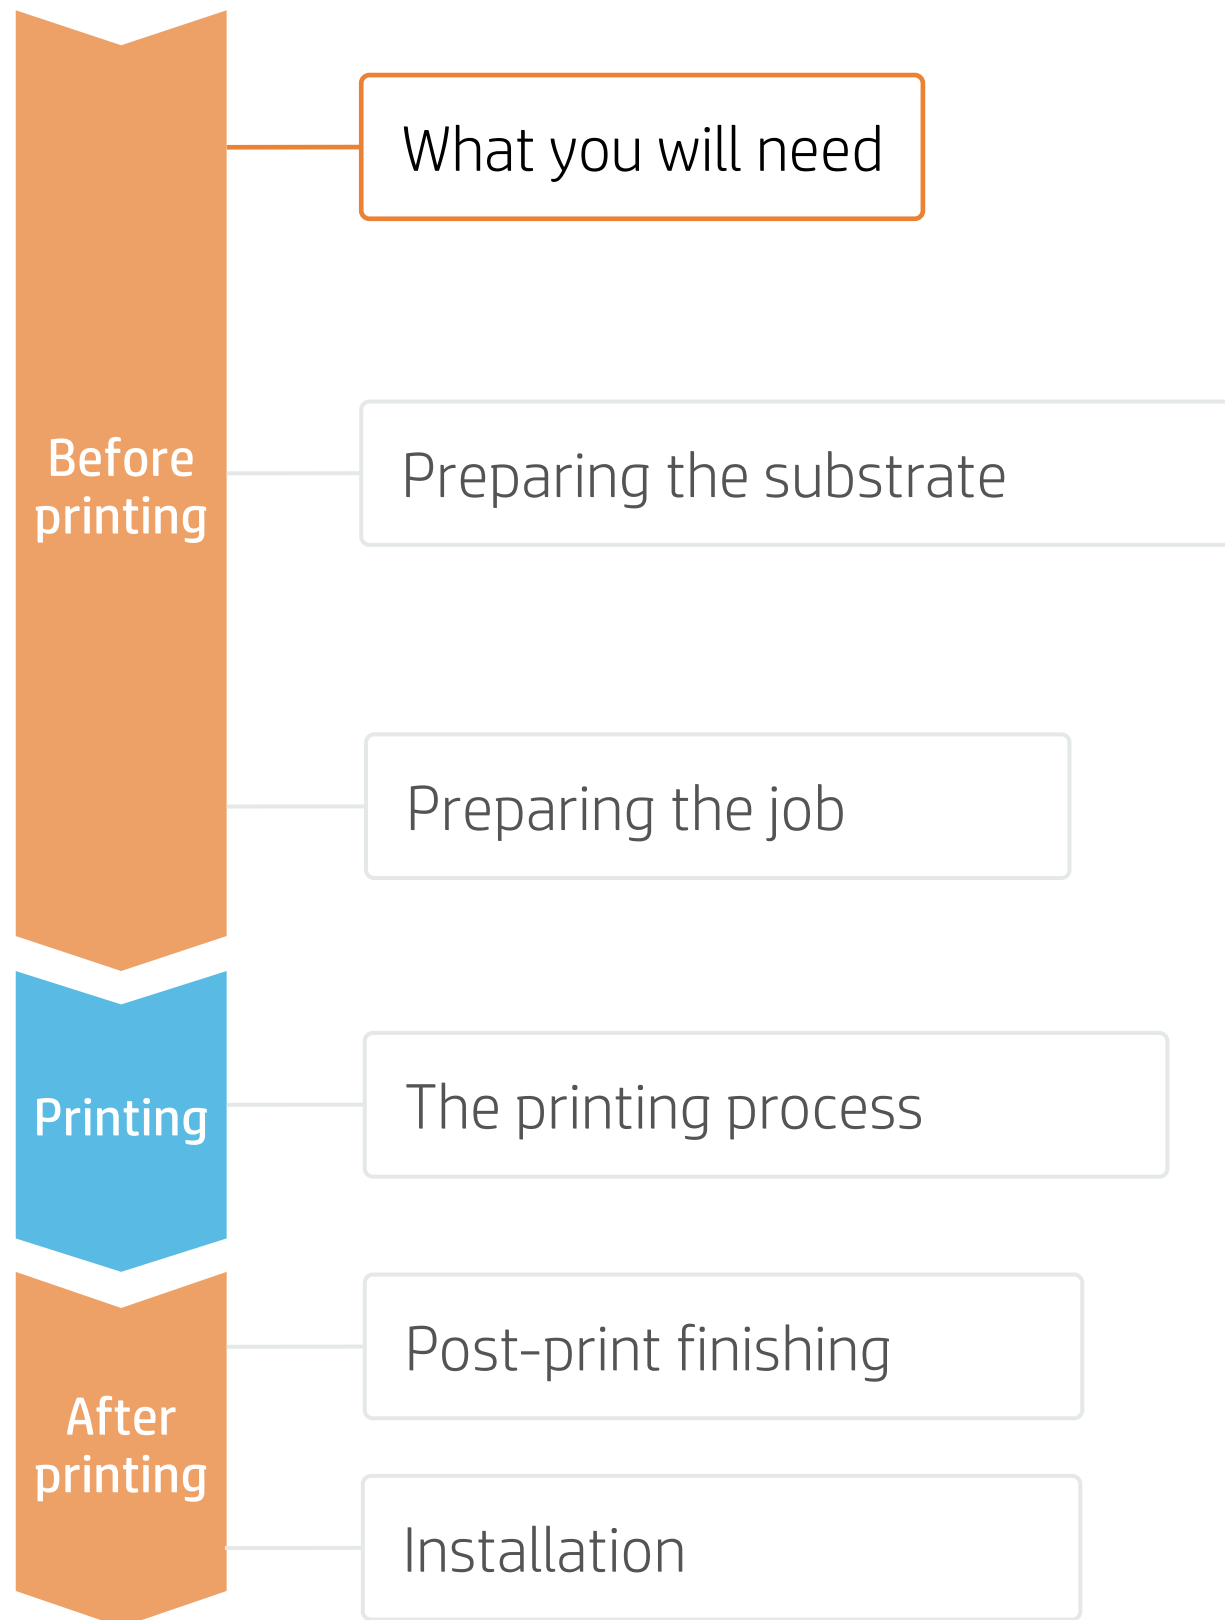 What you will need
Before
printing
Preparing the substrate
Preparing the job
Printing
The printing process
After
printing
Post-print finishing
Installation